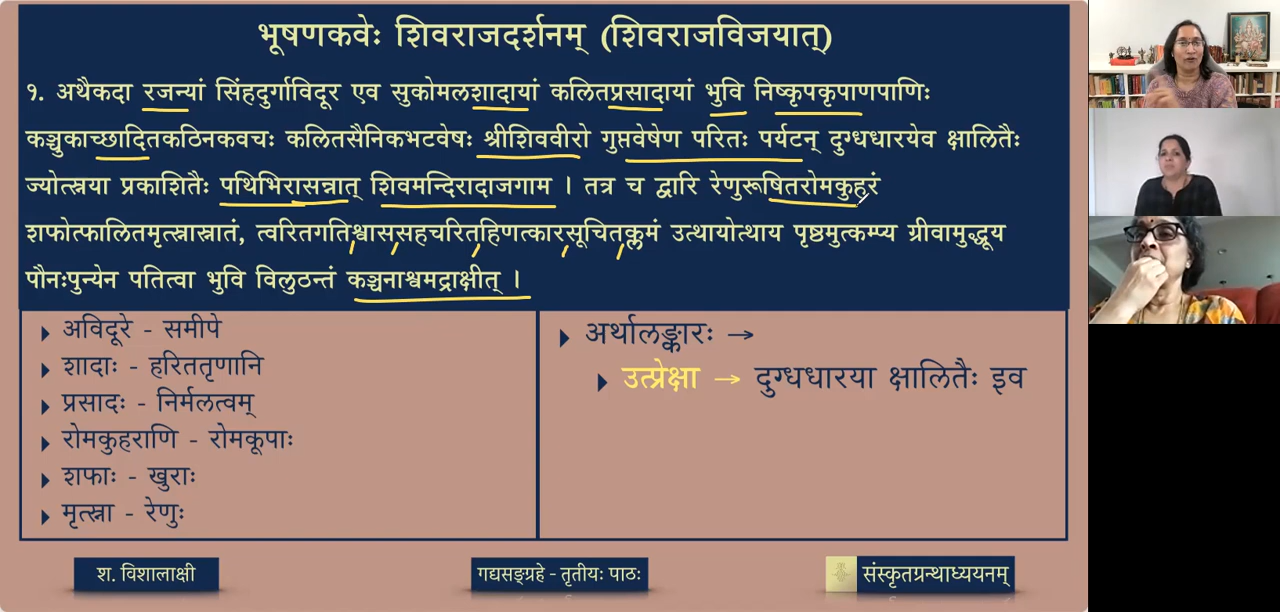 भूषणकवेः शिवराजदर्शनम् (शिवराजविजयात्)
१. अथैकदा रजन्यां सिंहदुर्गाविदूर एव सुकोमलशादायां कलितप्रसादायां भुवि निष्कृपकृपाणपाणिः
कञ्चुकाच्छादितकठिनकवचः कलितसैनिकभटवेषः श्रीशिववीरो गुप्तवेषेण परितः पर्यटन् दुग्धधारयेव क्षालितैः
ज्योत्स्नया प्रकाशितैः पथिभिरासन्नात् शिवमन्दिरादाजगाम । तत्र च द्वारि रेणुरूषितरोमकुहरं
शफोत्फालितमृत्स्नास्नातं, त्वरितगतिश्वाससहचरितहिणत्कारसूचितक्लमं उत्थायोत्थाय पृष्ठमुत्कम्प्य ग्रीवामुद्धूय
पौनःपुन्येन पतित्वा भुवि विलुठन्तं कञ्चनाश्वमद्राक्षीत् ।
अविदूरे - समीपे
शादाः - हरिततृणानि
प्रसादः - निर्मलत्वम्
रोमकुहराणि - रोमकूपाः
शफाः - खुराः
मृत्स्ना - रेणुः
अर्थालङ्कारः →
उत्प्रेक्षा → दुग्धधारया क्षालितैः इव
श. विशालाक्षी
गद्यसङ्ग्रहे - तृतीयः पाठः
संस्कृतग्रन्थाध्ययनम्